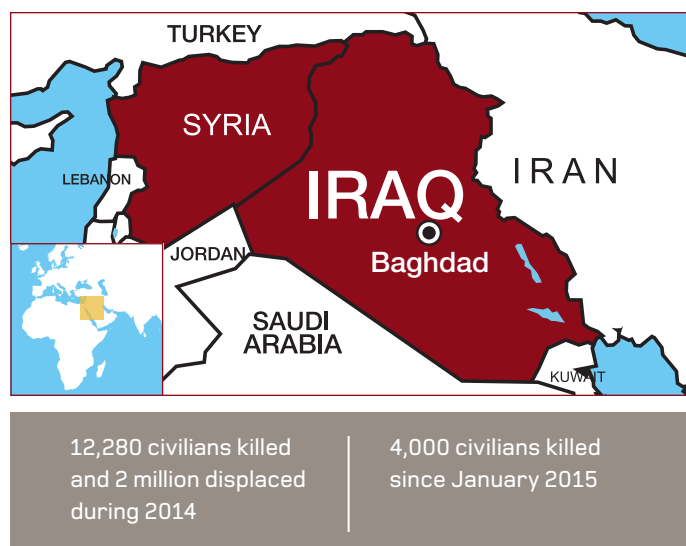 TURKEY
SYRIA
LEBANON
IRAN
IRAQ
JORDAN
Baghdad
SAUDI
ARABIA
KUWAIT
12,280 civilians killed
and 2 million displaced
during 2014
4,000 civilians killed
since January 2015